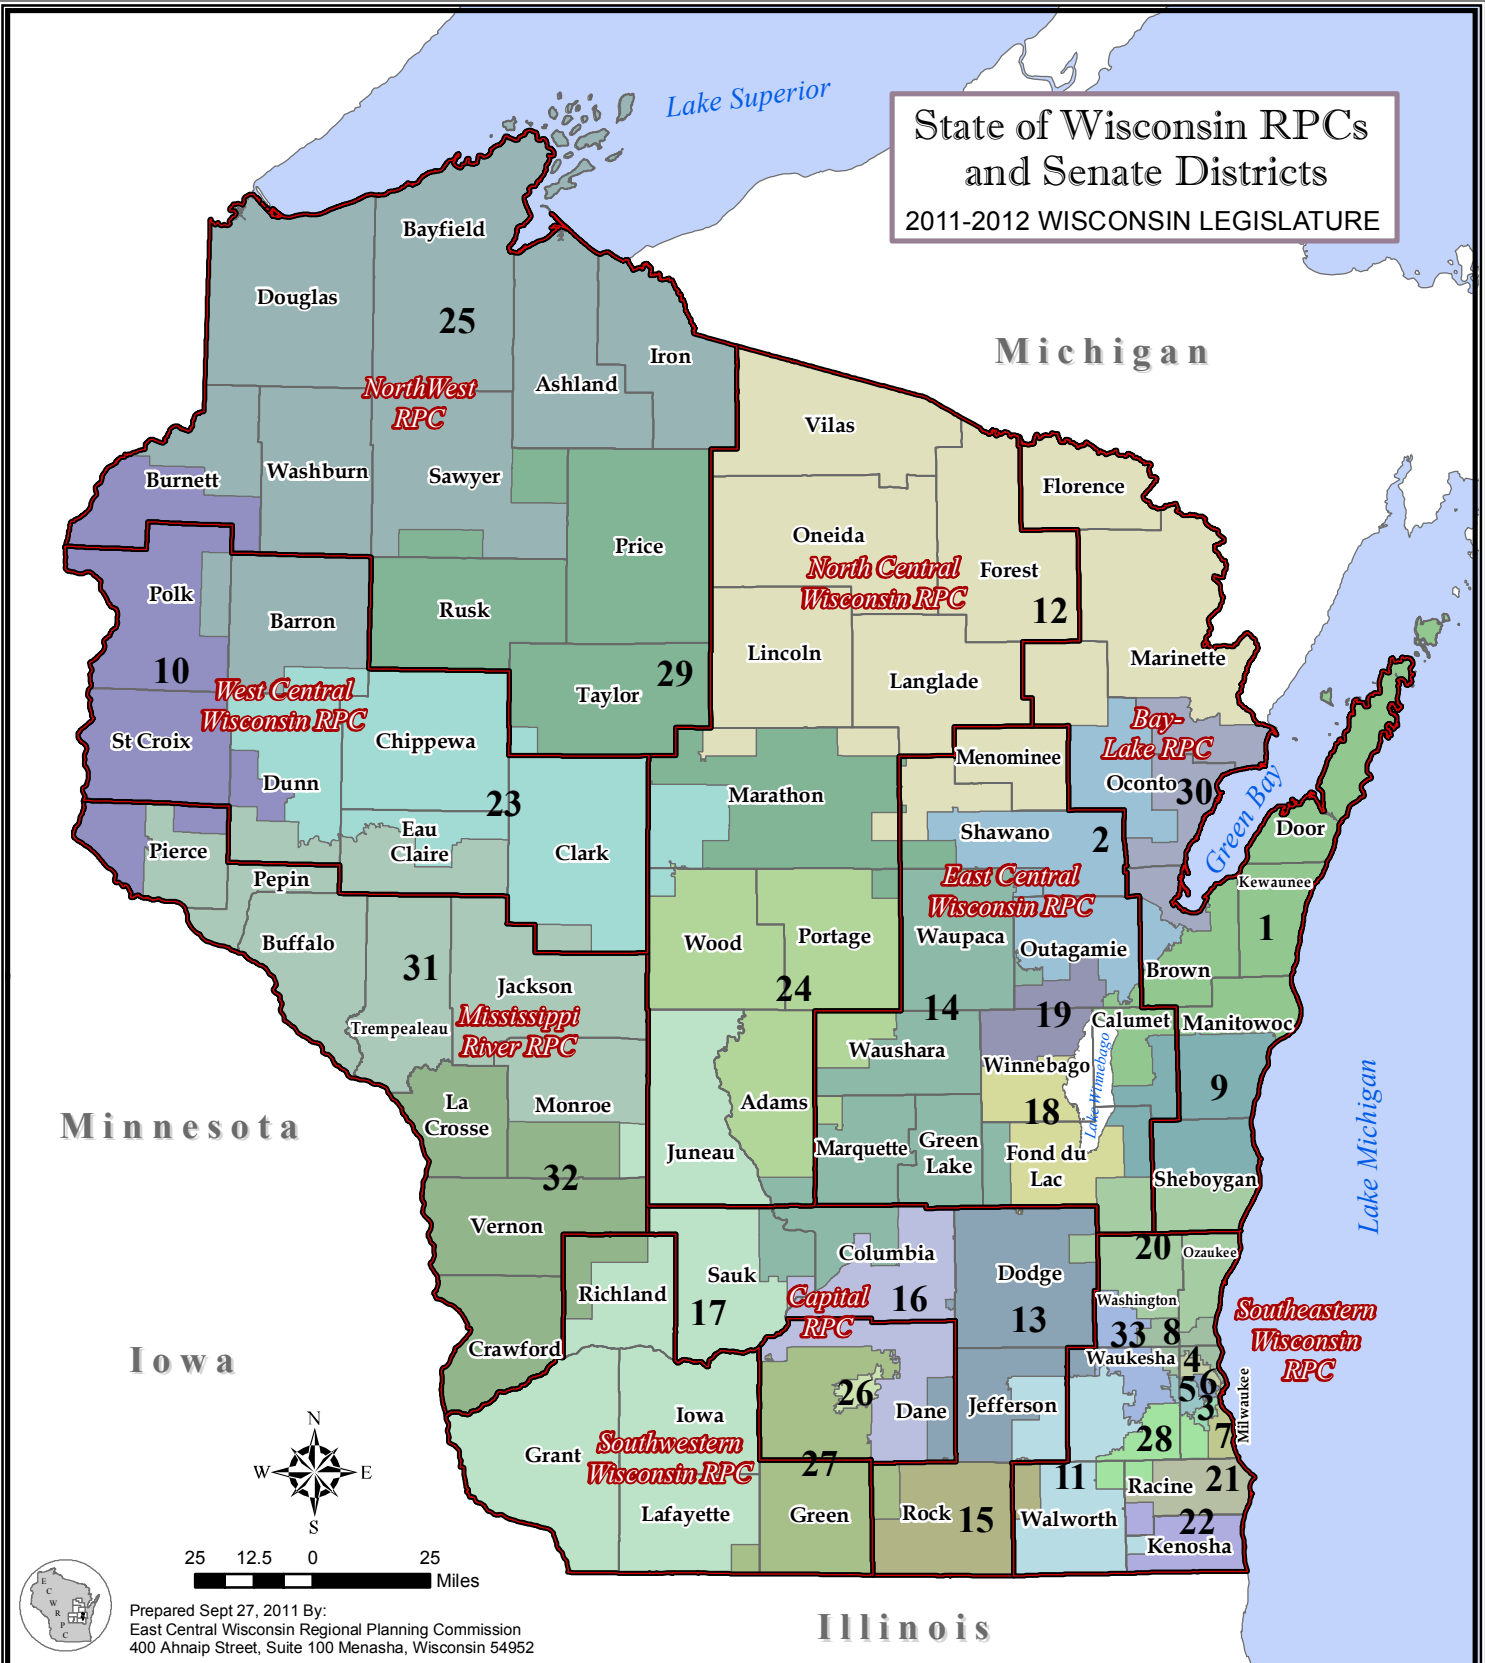 Lake Superior
State of Wisconsin RPCs
and Senate Districts
2011-2012 WISCONSIN LEGISLATURE
Bayfield
Douglas
25
Michigan
Iron
Ashland
NorthWest
RPC
Vilas
Burnett
Washburn
Sawyer
Florence
Oneida
Price
North Central
Wisconsin RPC
Forest
Polk
Rusk
12
Barron
Lincoln
Marinette
10
29
Langlade
West Central
Wisconsin RPC
Taylor
Bay-
Lake RPC
St Croix
Chippewa
Menominee
Dunn
Oconto
30
Marathon
23
Green Bay
Eau
Claire
Shawano
2
Door
Pierce
Clark
Pepin
East Central
Wisconsin RPC
Kewaunee
Buffalo
Wood
Portage
Waupaca
Outagamie
1
31
Brown
Jackson
24
14
19
Mississippi
River RPC
Trempealeau
Calumet
Manitowoc
Waushara
Winnebago
Lake Winnebago
9
La
Crosse
Monroe
Adams
18
Minnesota
Juneau
Marquette
Green
Lake
Fond du
Lac
Lake Michigan
32
Sheboygan
Vernon
20
Ozaukee
Columbia
Sauk
Dodge
Richland
Capital
RPC
16
Washington
17
13
33
8
Southeastern
Wisconsin
RPC
Iowa
Crawford
Waukesha
4
26
5
6
Dane
Jefferson
3
Milwaukee
Iowa
28
7
Grant
Southwestern
Wisconsin RPC
27
11
Racine
21
Lafayette
Green
Rock
15
Walworth
22
Kenosha
N
W
E
S
25
12.5
0
25
Miles
E
C
W
R
P
C
Prepared Sept 27, 2011 By:
East Central Wisconsin Regional Planning Commission
400 Ahnaip Street, Suite 100 Menasha, Wisconsin 54952
Illinois